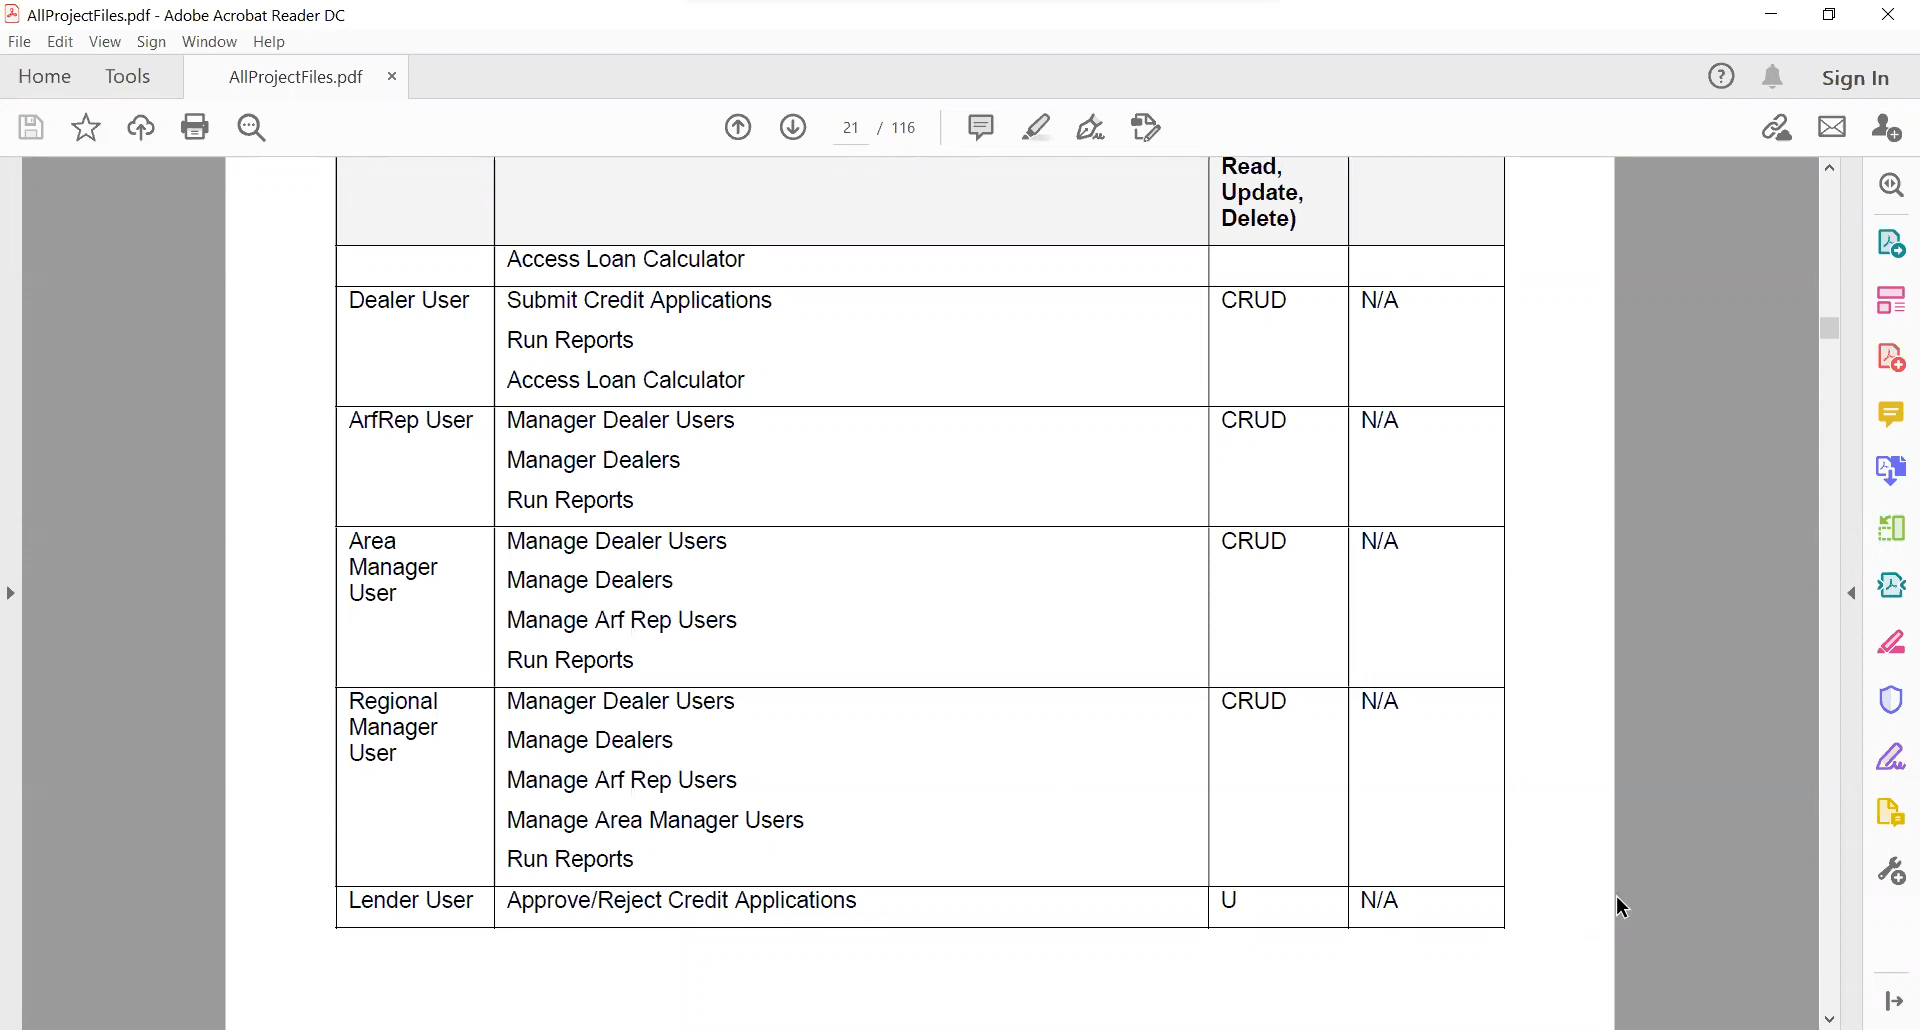 AllProjectFiles.pdf - Adobe Acrobat Reader DC
File Edit View Sign Window Help
Home Tools AllProjectFiles.pdf × Sign In
21 / 116
Read,
Update,
Delete)
Access Loan Calculator
Dealer User Submit Credit Applications CRUD N/A
Run Reports
Access Loan Calculator
ArfRep User Manager Dealer Users CRUD N/A
Manager Dealers
Run Reports
Area Manage Dealer Users CRUD N/A
Manager Manage Dealers
User
Manage Arf Rep Users
Run Reports
Regional Manager Dealer Users CRUD N/A
Manager Manage Dealers
User
Manage Arf Rep Users
Manage Area Manager Users
Run Reports
Lender User Approve/Reject Credit Applications U N/A